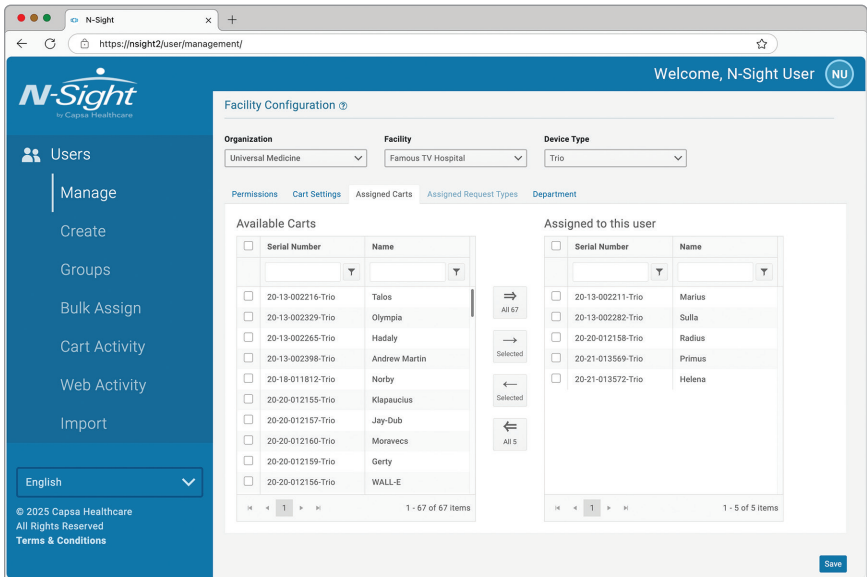 N-Sight
https://nsight2/user/management/
Welcome, N-Sight User
NU
N-Sight
by Capsa Healthcare
Users
Manage
Create
Groups
Bulk Assign
Cart Activity
Web Activity
Import
English
© 2025 Capsa Healthcare
All Rights Reserved
Terms & Conditions
Facility Configuration ?
Organization Facility Device Type
Universal Medicine Famous TV Hospital Trio
Permissions Cart Settings Assigned Carts Assigned Request Types Department
Available Carts
Serial Number Name
20-13-002216-Trio Talos
20-13-002329-Trio Olympia
20-13-002265-Trio Hadaly
20-13-002398-Trio Andrew Martin
20-18-011812-Trio Norby
20-20-012155-Trio Klapaucius
20-20-012157-Trio Jay-Dub
20-20-012160-Trio Moravecs
20-20-012159-Trio Gerty
20-20-012156-Trio WALL-E
1 1 - 67 of 67 items
All 67
Selected
Selected
All 5
Assigned to this user
Serial Number Name
20-13-002211-Trio Marius
20-13-002282-Trio Sulla
20-20-012158-Trio Radius
20-21-013569-Trio Primus
20-21-013572-Trio Helena
1 1 - 5 of 5 items
Save